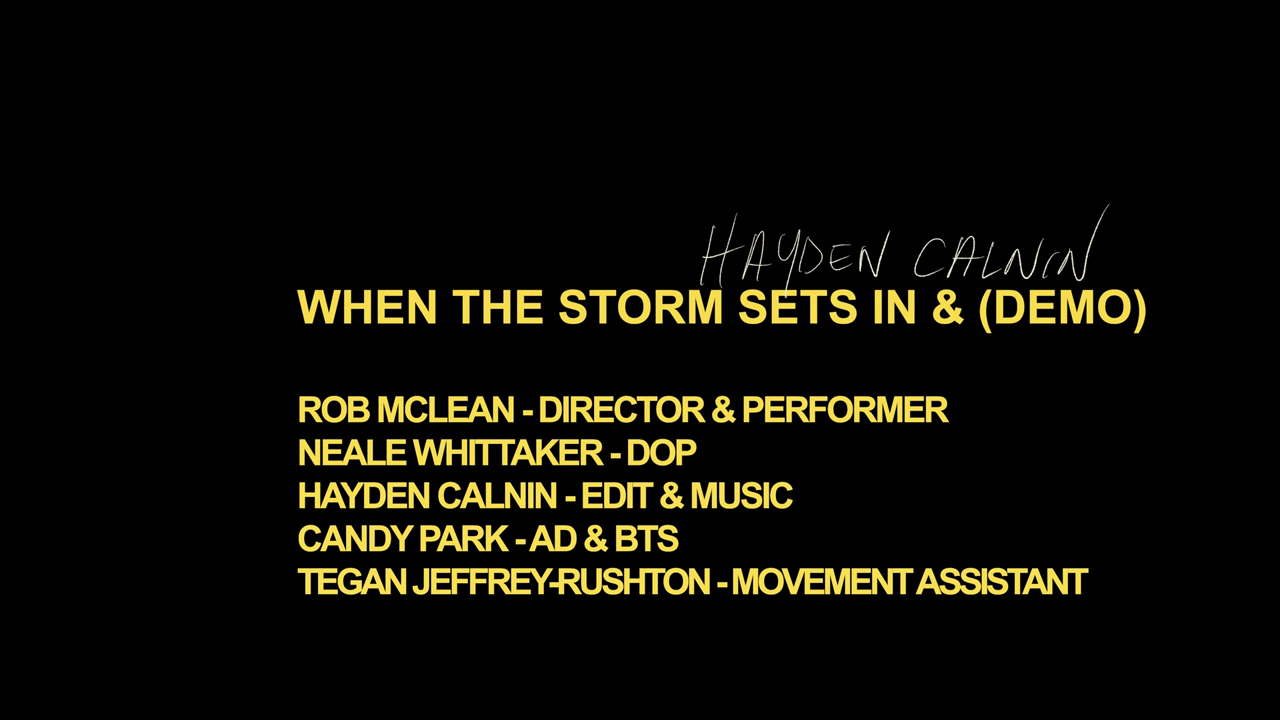 HAYDEN CALNIN
WHEN THE STORM SETS IN & (DEMO)
ROB MCLEAN - DIRECTOR & PERFORMER
NEALE WHITTAKER - DOP
HAYDEN CALNIN - EDIT & MUSIC
CANDY PARK - AD & BTS
TEGAN JEFFREY-RUSHTON - MOVEMENT ASSISTANT